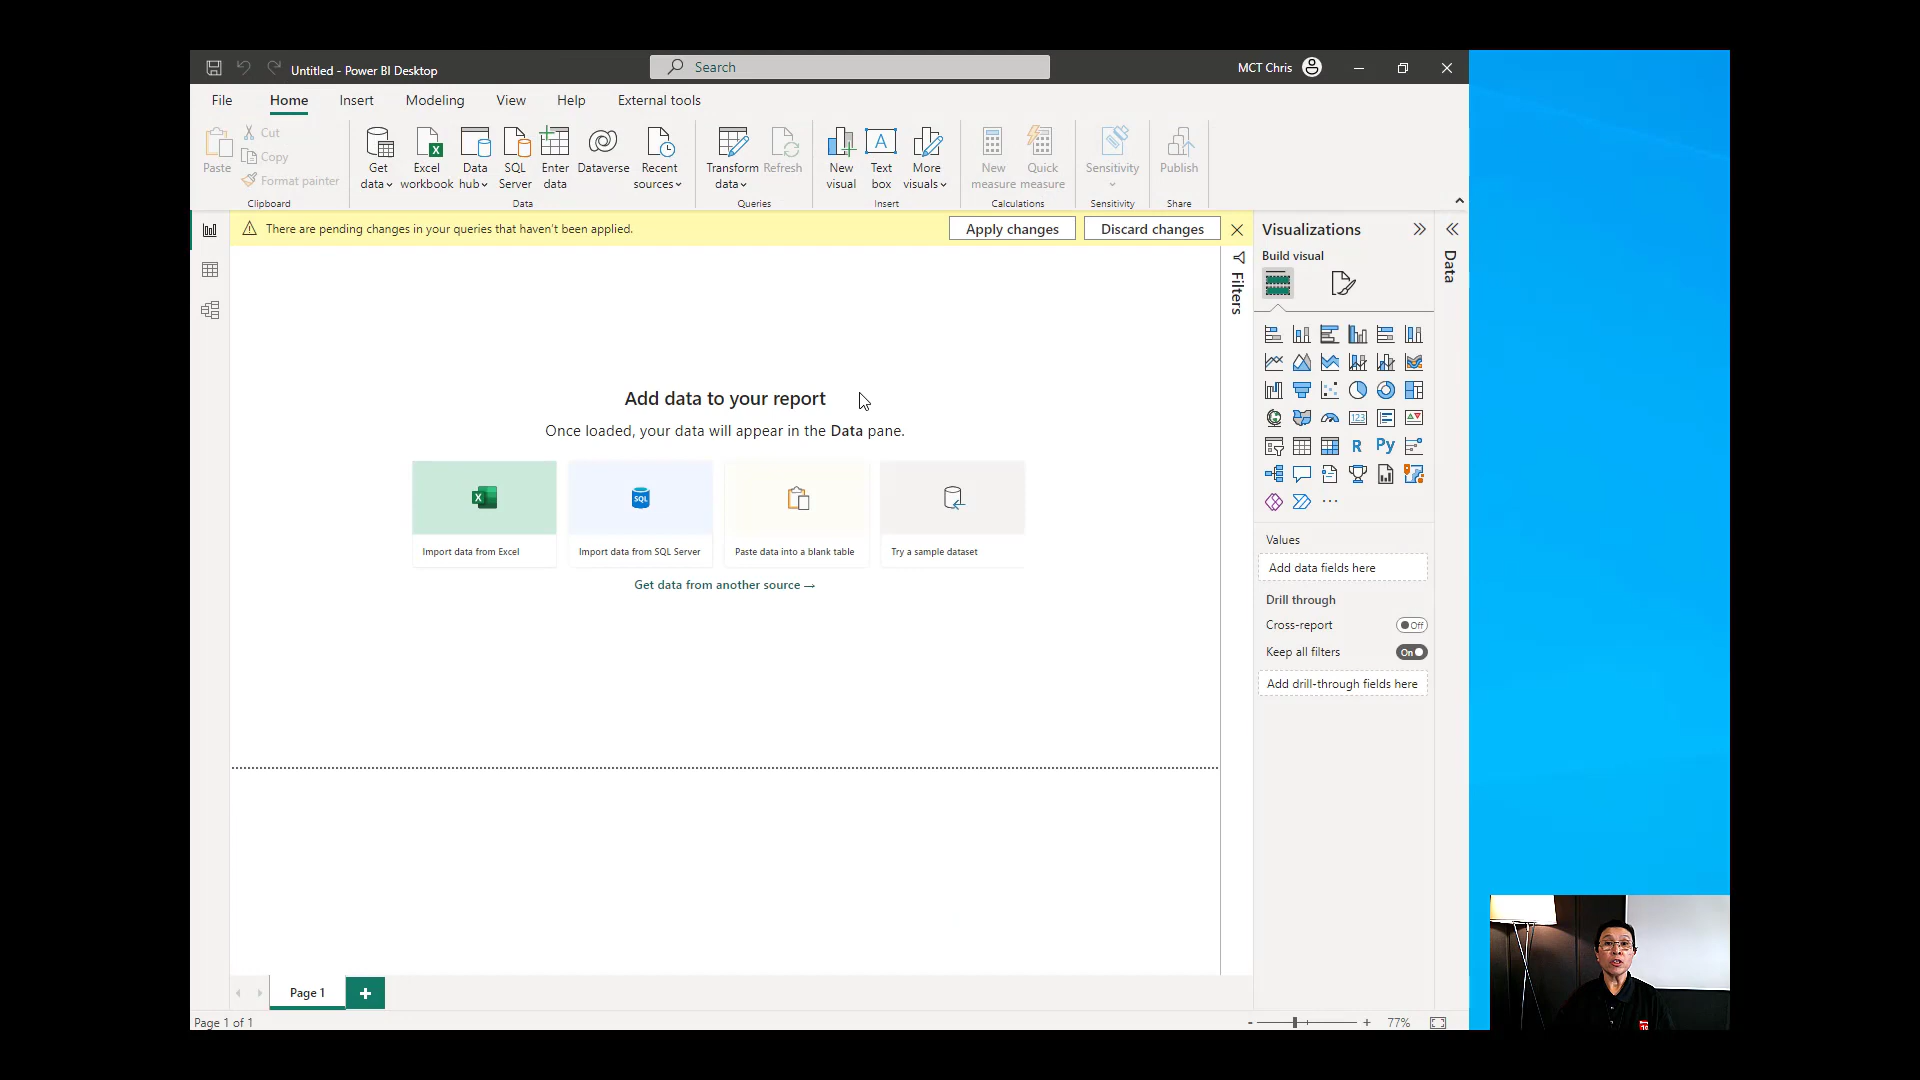 Untitled - Power BI Desktop
Search
MCT Chris
File Home Insert Modeling View Help External tools
Paste
Cut
Copy
Format painter
Clipboard
Get data
Excel workbook
Data hub
SQL Server
Enter data
Dataverse
Recent sources
Data
Transform data
Refresh
Queries
New visual
Text box
More visuals
Insert
New measure
Quick measure
Calculations
Sensitivity
Sensitivity
Publish
Share
There are pending changes in your queries that haven't been applied.
Apply changes
Discard changes
Filters
Visualizations
Build visual
Data
Add data to your report
Once loaded, your data will appear in the Data pane.
SQL
Import data from Excel
Import data from SQL Server
Paste data into a blank table
Try a sample dataset
Get data from another source →
123
R
Py
Values
Add data fields here
Drill through
Cross-report
Off
Keep all filters
On
Add drill-through fields here
Page 1
Page 1 of 1
77%